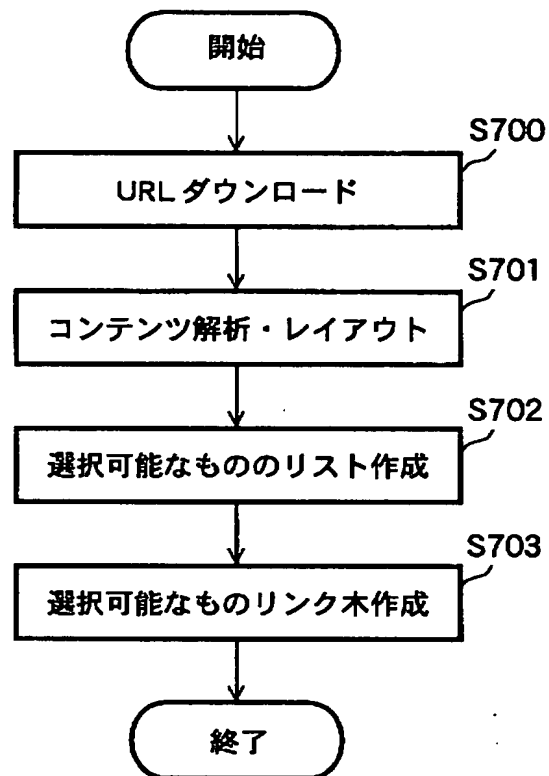 開始
S700
URLダウンロード
S701
コンテンツ解析・レイアウト
S702
選択可能なもののリスト作成
S703
選択可能なものリンク木作成
終了